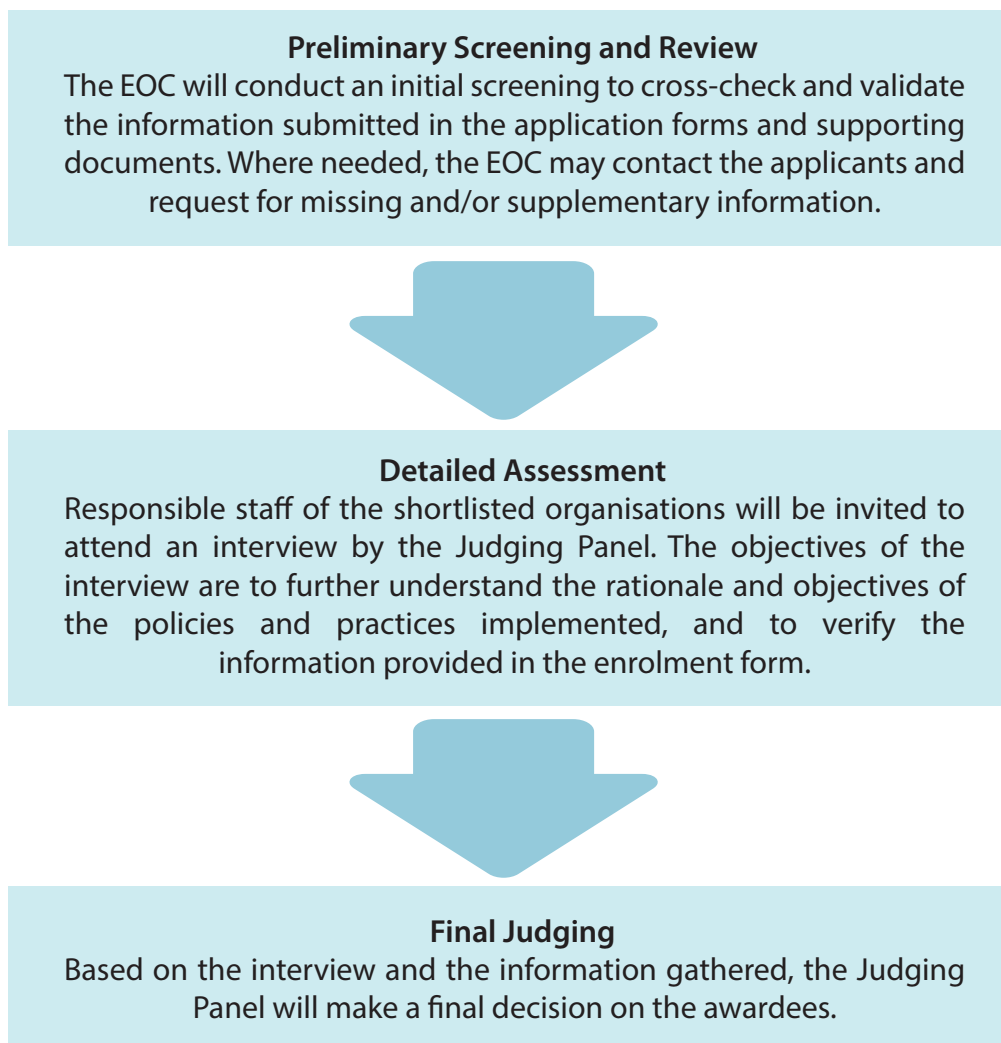 Preliminary Screening and Review
The EOC will conduct an initial screening to cross-check and validate
the information submitted in the application forms and supporting
documents. Where needed, the EOC may contact the applicants and
request for missing and/or supplementary information.
Detailed Assessment
Responsible staff of the shortlisted organisations will be invited to
attend an interview by the Judging Panel. The objectives of the
interview are to further understand the rationale and objectives of
the policies and practices implemented, and to verify the
information provided in the enrolment form.
Final Judging
Based on the interview and the information gathered, the Judging
Panel will make a final decision on the awardees.